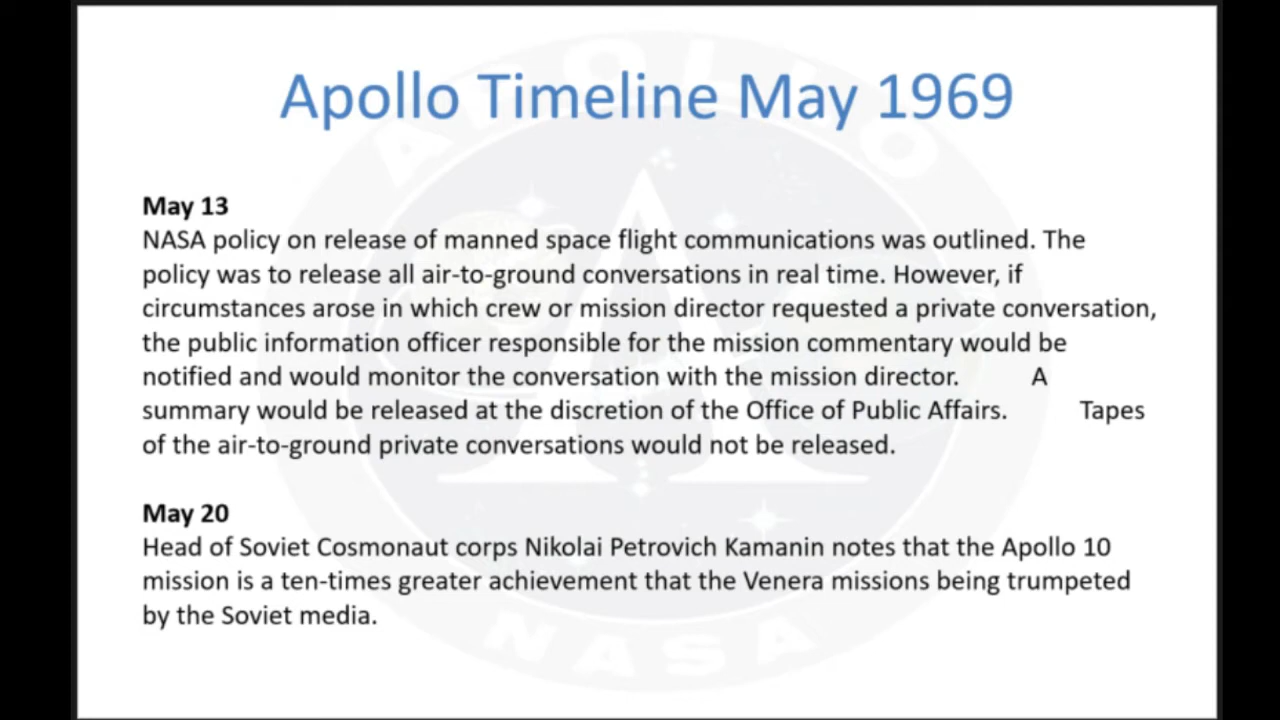 Apollo Timeline May 1969
May 13
NASA policy on release of manned space flight communications was outlined. The
policy was to release all air-to-ground conversations in real time. However, if
circumstances arose in which crew or mission director requested a private conversation,
the public information officer responsible for the mission commentary would be
notified and would monitor the conversation with the mission director. A
summary would be released at the discretion of the Office of Public Affairs. Tapes
of the air-to-ground private conversations would not be released.
May 20
Head of Soviet Cosmonaut corps Nikolai Petrovich Kamanin notes that the Apollo 10
mission is a ten-times greater achievement that the Venera missions being trumpeted
by the Soviet media.
APOLLO
NASA